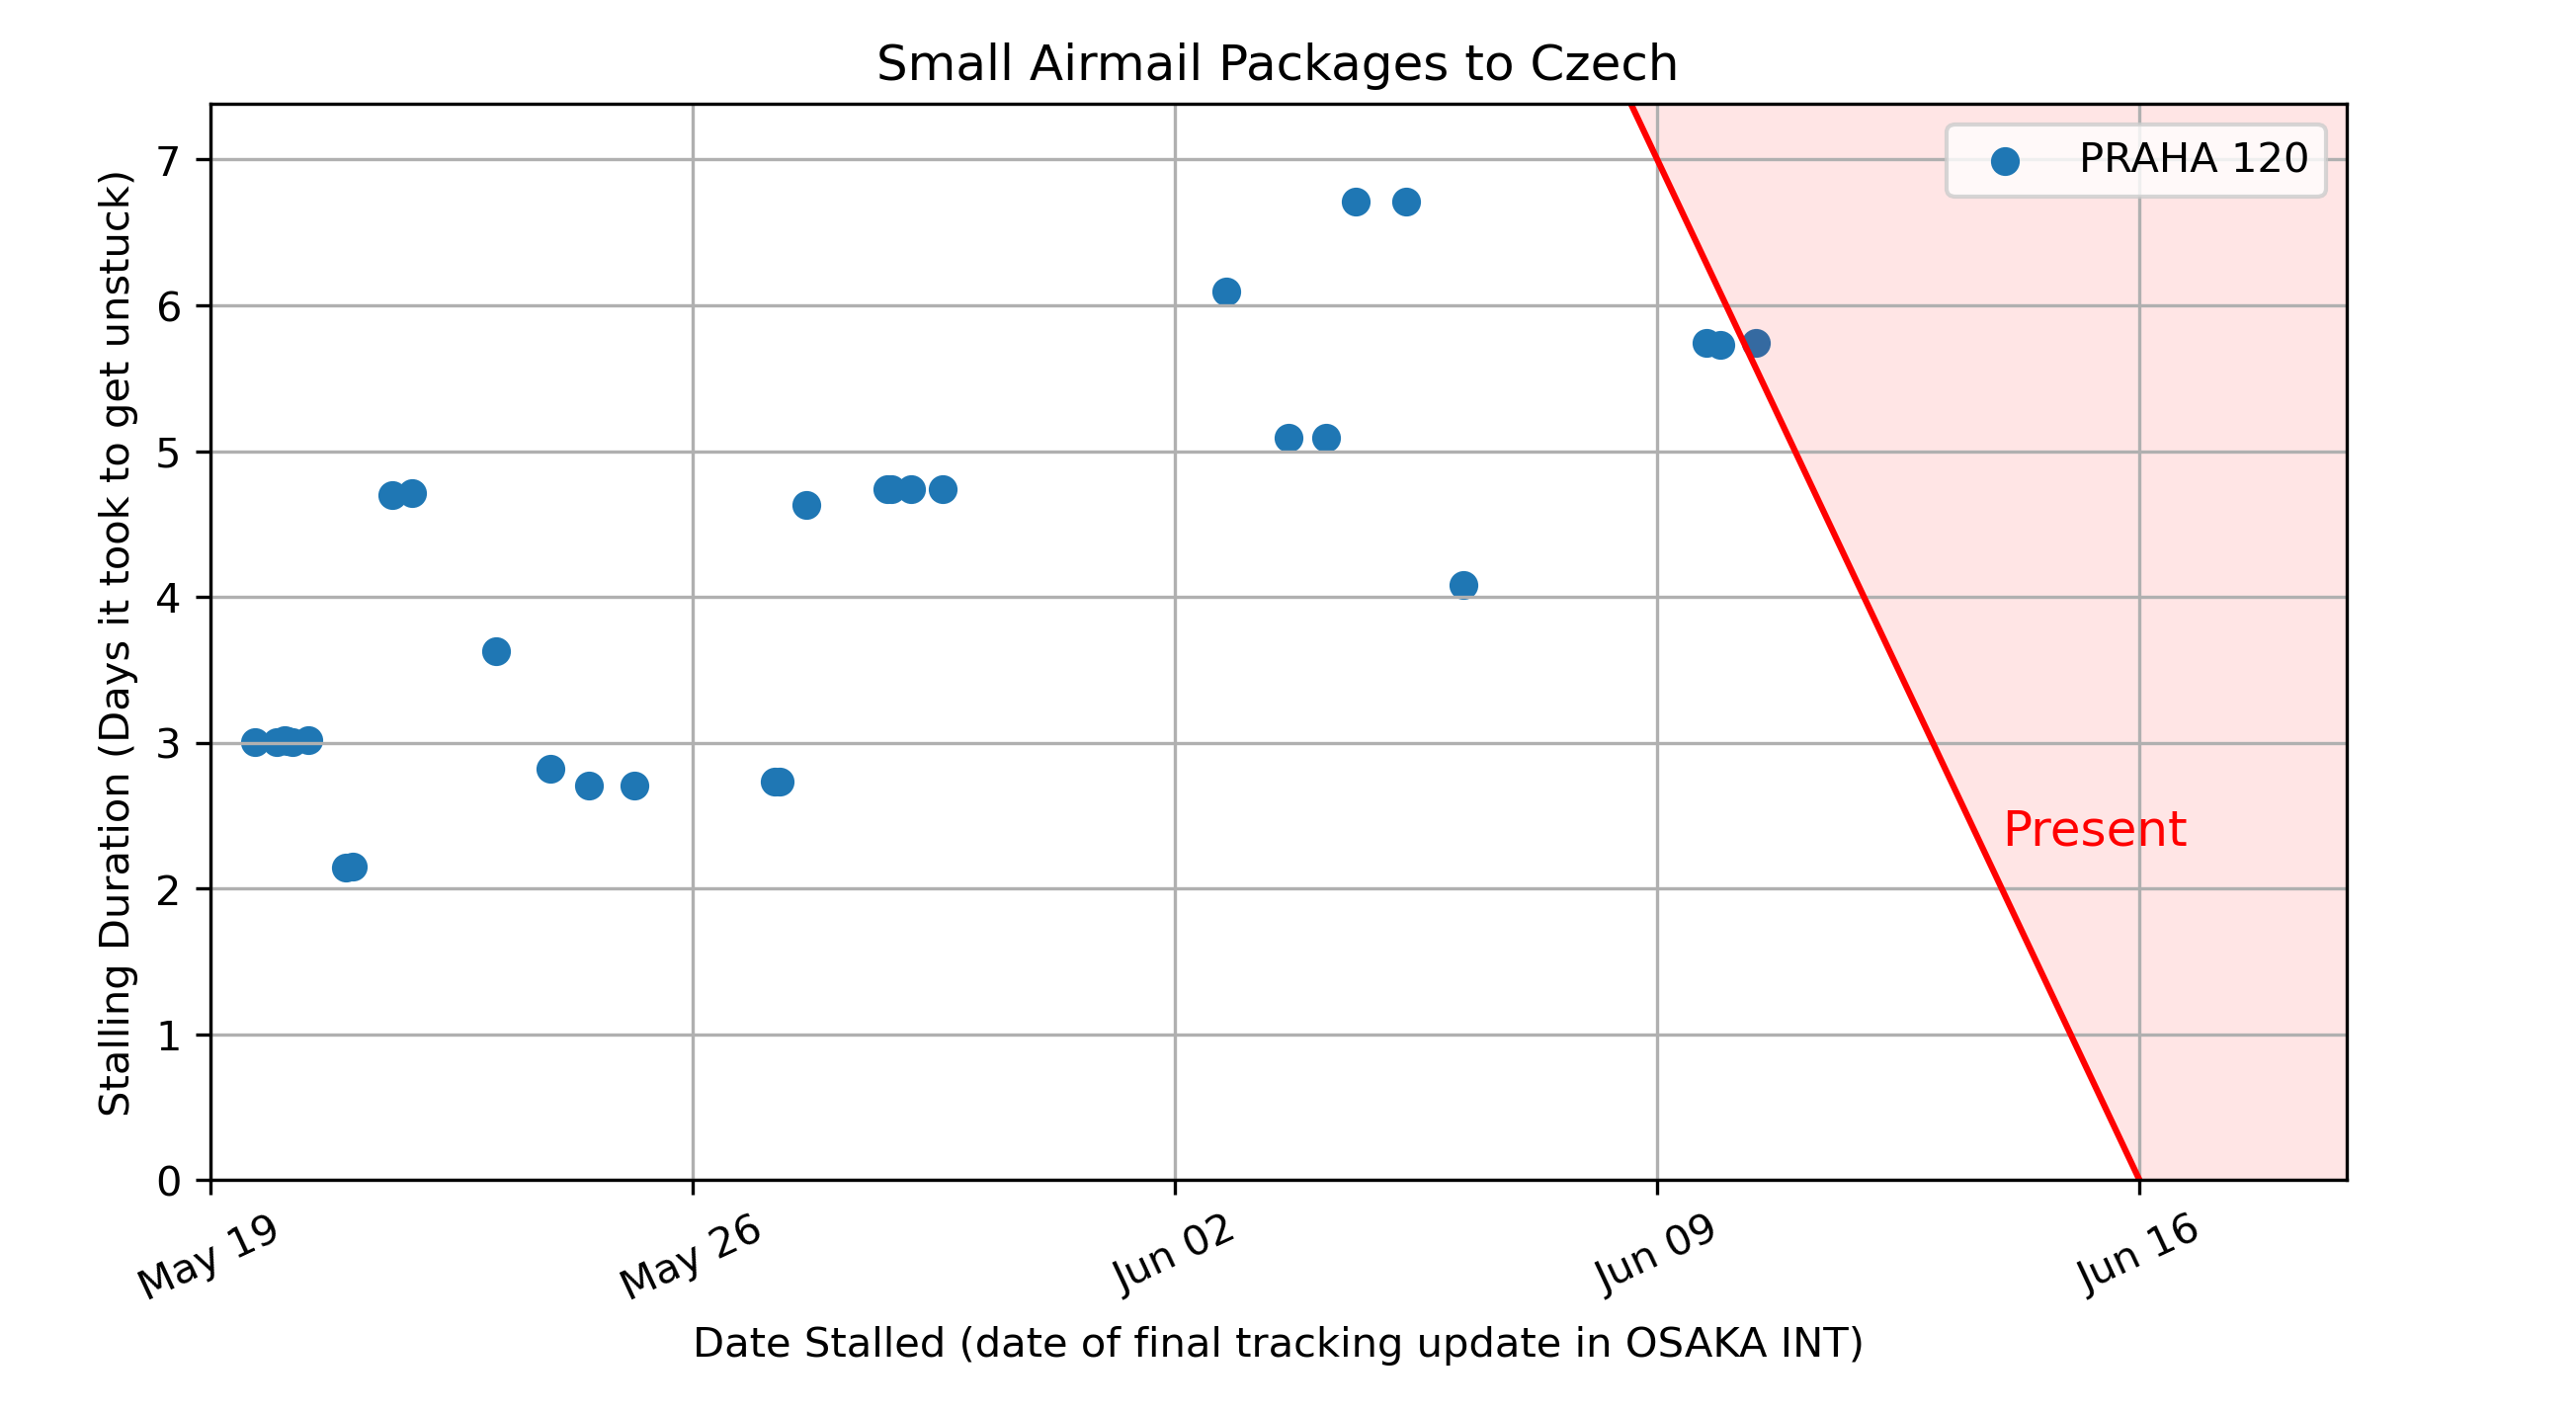 Small Airmail Packages to Czech
Stalling Duration (Days it took to get unstuck)
7
6
5
4
3
2
1
0
PRAHA 120
Present
May 19
May 26
Jun 02
Jun 09
Jun 16
Date Stalled (date of final tracking update in OSAKA INT)